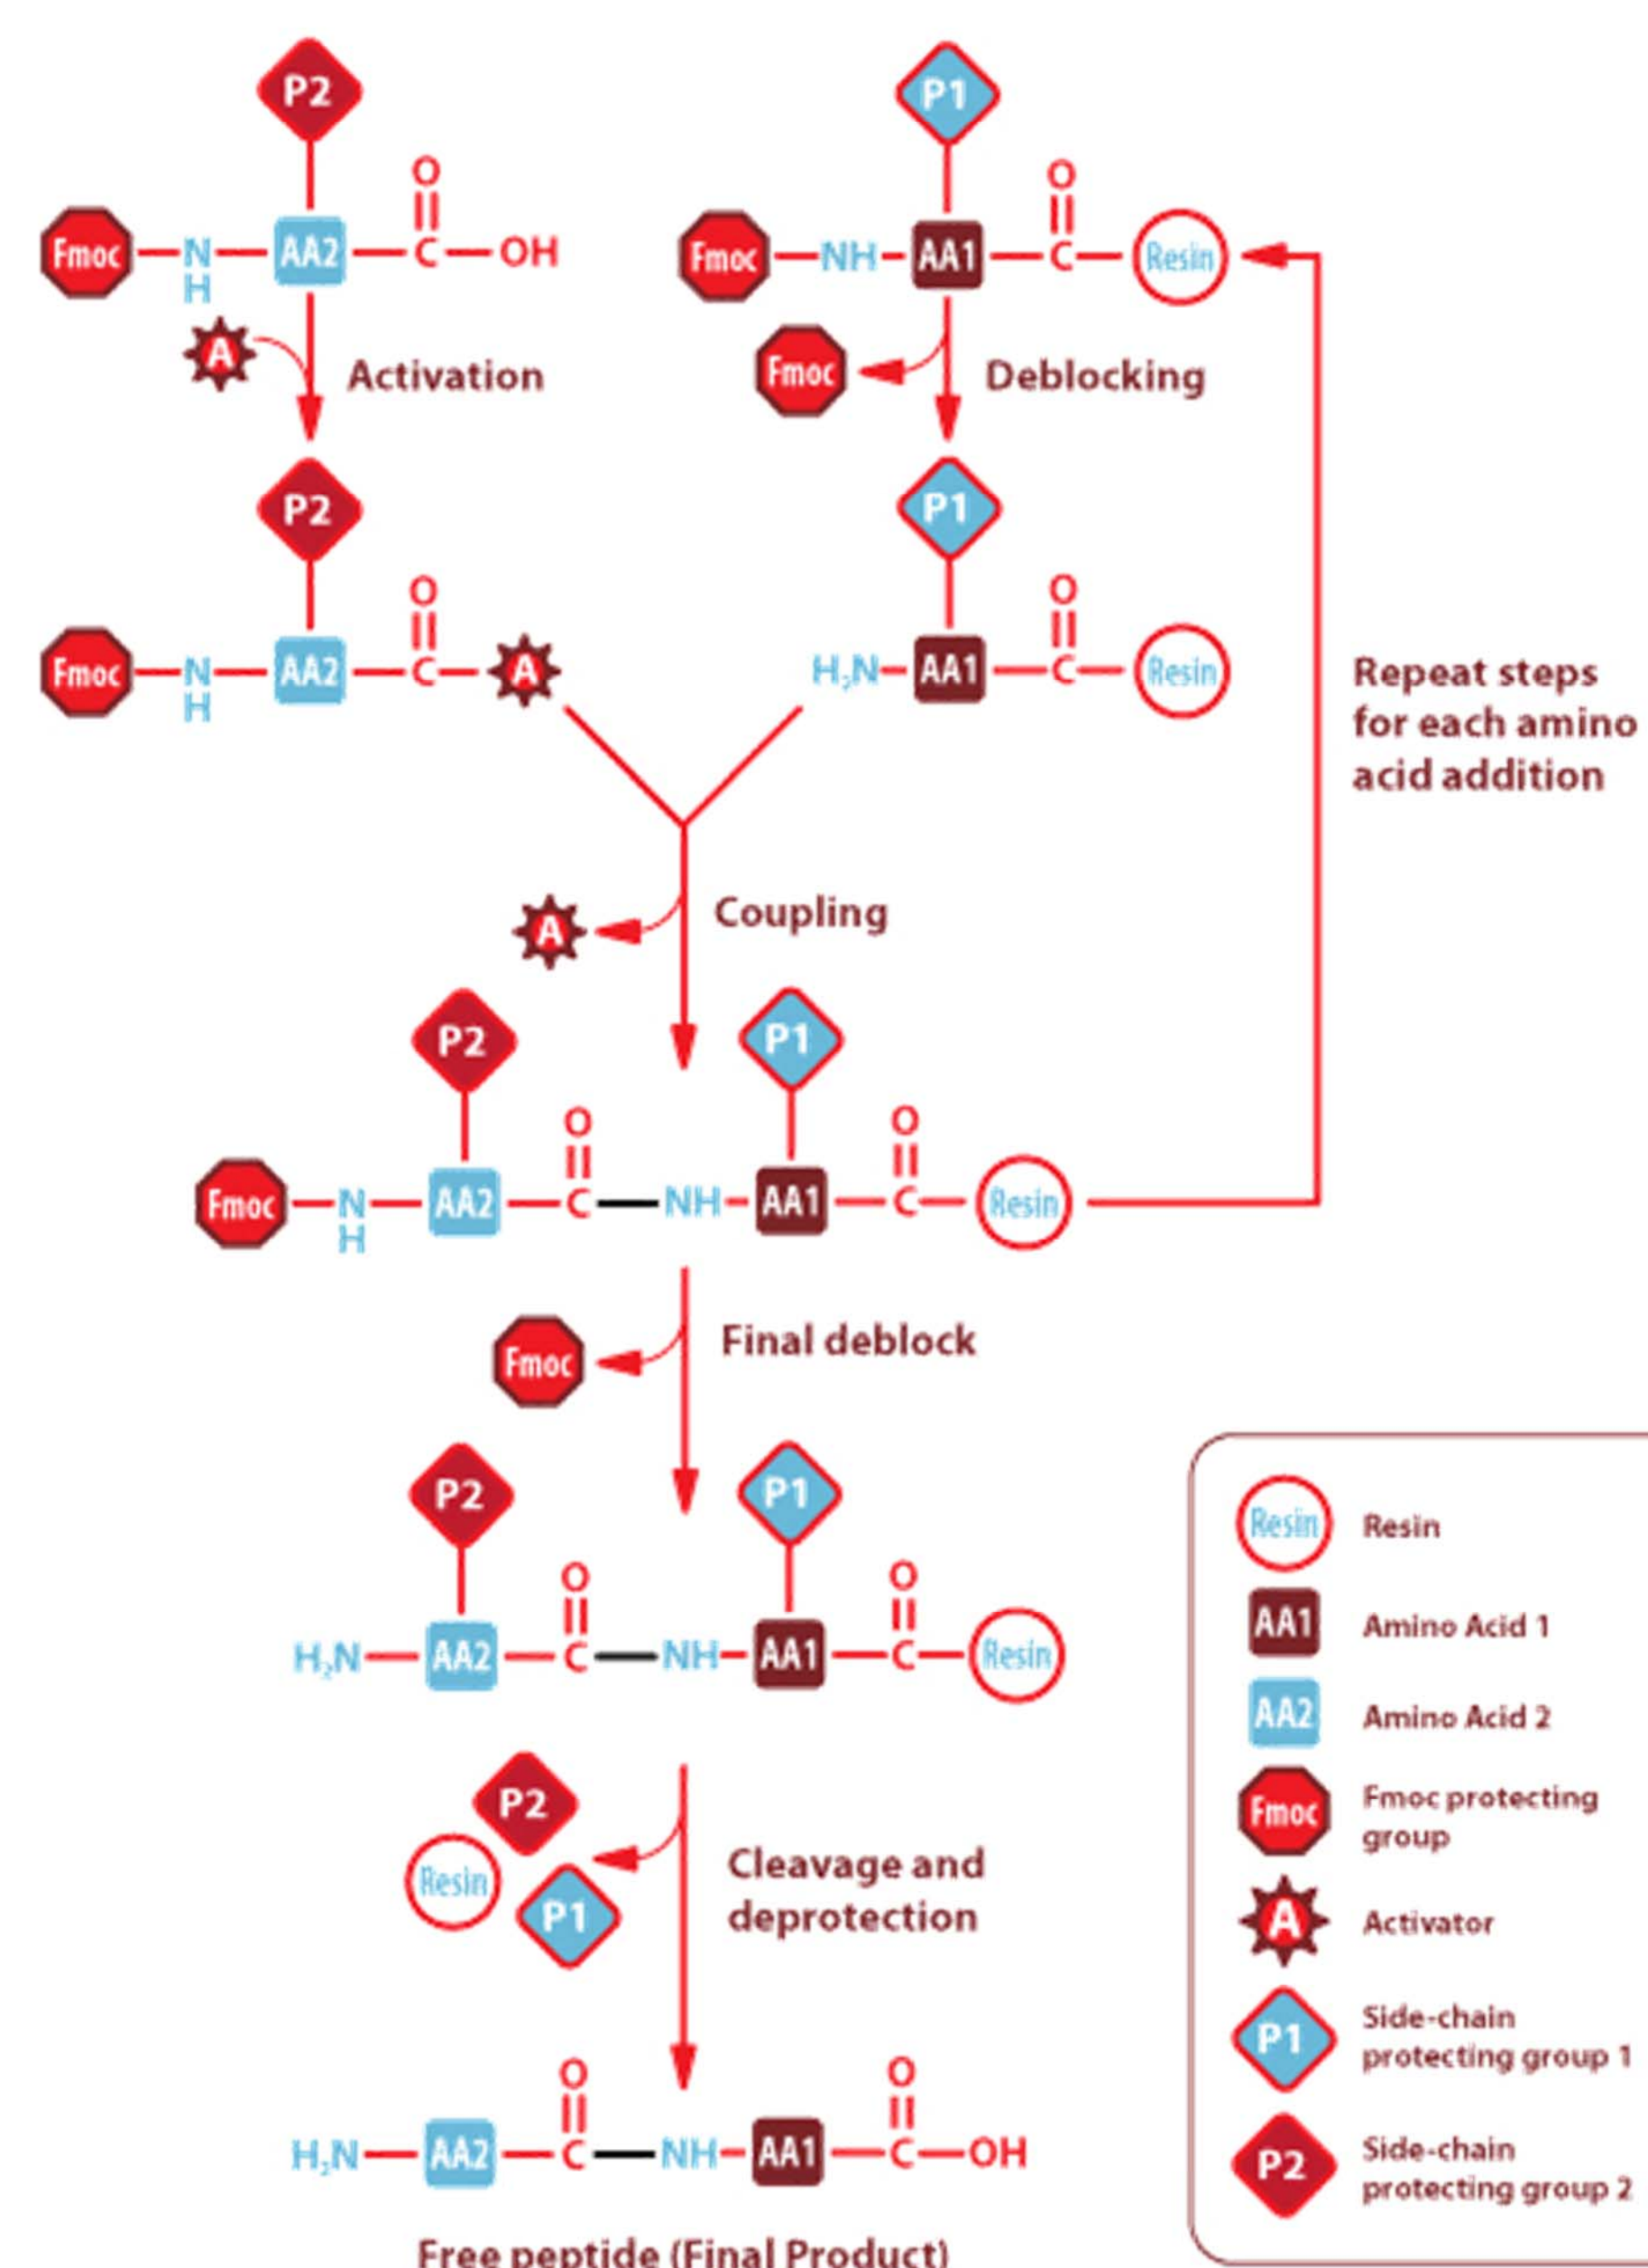 P2
P1
O
O
Fmoc N AA2 C OH
H
Fmoc NH AA1 C Resin
A
Activation
Fmoc
Deblocking
P2
P1
O
O
Fmoc N AA2 C A
H
H₂N AA1 C Resin
Repeat steps
for each amino
acid addition
A
Coupling
P2
P1
O
O
Fmoc N AA2 C NH AA1 C Resin
H
Fmoc
Final deblock
P2
P1
O
O
H₂N AA2 C NH AA1 C Resin
P2
Resin
P1
Cleavage and
deprotection
O
O
H₂N AA2 C NH AA1 C OH
Free peptide (Final Product)
Resin Resin
AA1 Amino Acid 1
AA2 Amino Acid 2
Fmoc Fmoc protecting
group
A Activator
P1 Side-chain
protecting group 1
P2 Side-chain
protecting group 2